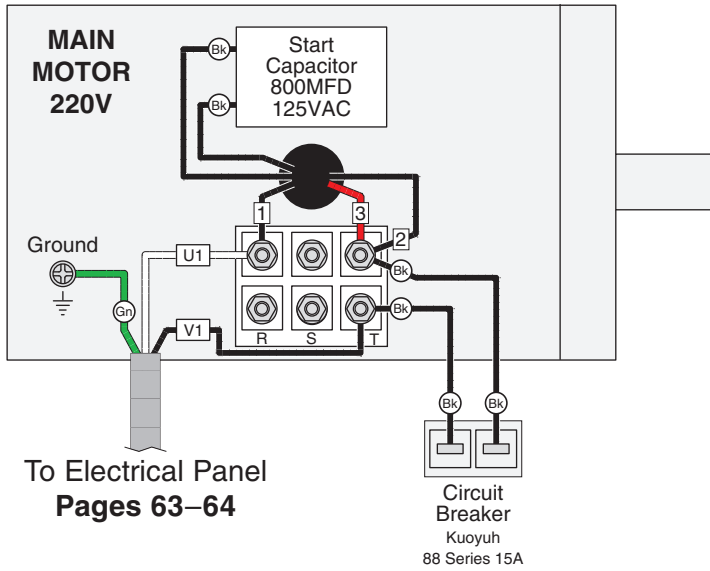 MAIN
MOTOR
220V
Bk
Start
Capacitor
800MFD
125VAC
Bk
1
3
2
Ground
U1
Bk
Gn
V1
Bk
R
S
T
Bk
Bk
To Electrical Panel
Pages 63–64
Circuit
Breaker
Kuoyuh
88 Series 15A